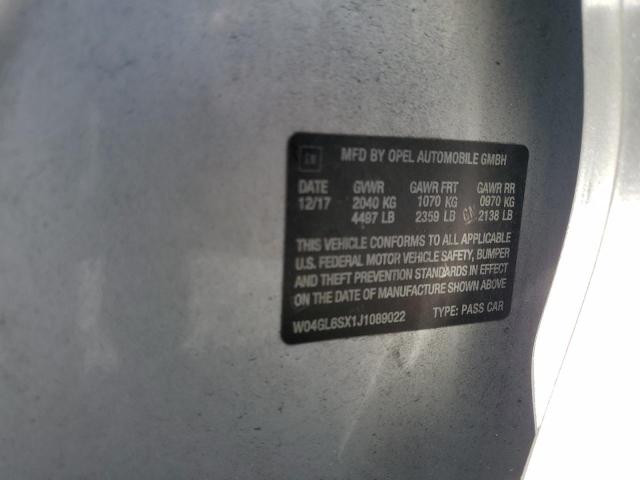 GM MFD BY OPEL AUTOMOBILE GMBH
DATE GVWR GAWR FRT GAWR RR
12/17 2040 KG 1070 KG 0970 KG
4497 LB 2359 LB 2138 LB
THIS VEHICLE CONFORMS TO ALL APPLICABLE
U.S. FEDERAL MOTOR VEHICLE SAFETY, BUMPER
AND THEFT PREVENTION STANDARDS IN EFFECT
ON THE DATE OF MANUFACTURE SHOWN ABOVE
W04GL6SX1J1089022 TYPE: PASS CAR